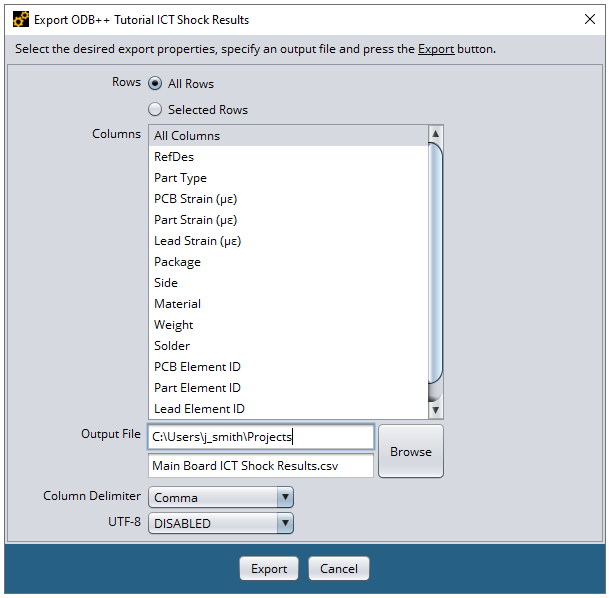 Export ODB++ Tutorial ICT Shock Results
Select the desired export properties, specify an output file and press the Export button.
Rows All Rows
Selected Rows
Columns All Columns
RefDes
Part Type
PCB Strain (με)
Part Strain (με)
Lead Strain (με)
Package
Side
Material
Weight
Solder
PCB Element ID
Part Element ID
Lead Element ID
Output File C:\Users\j_smith\Projects
Browse
Main Board ICT Shock Results.csv
Column Delimiter Comma
UTF-8 DISABLED
Export Cancel